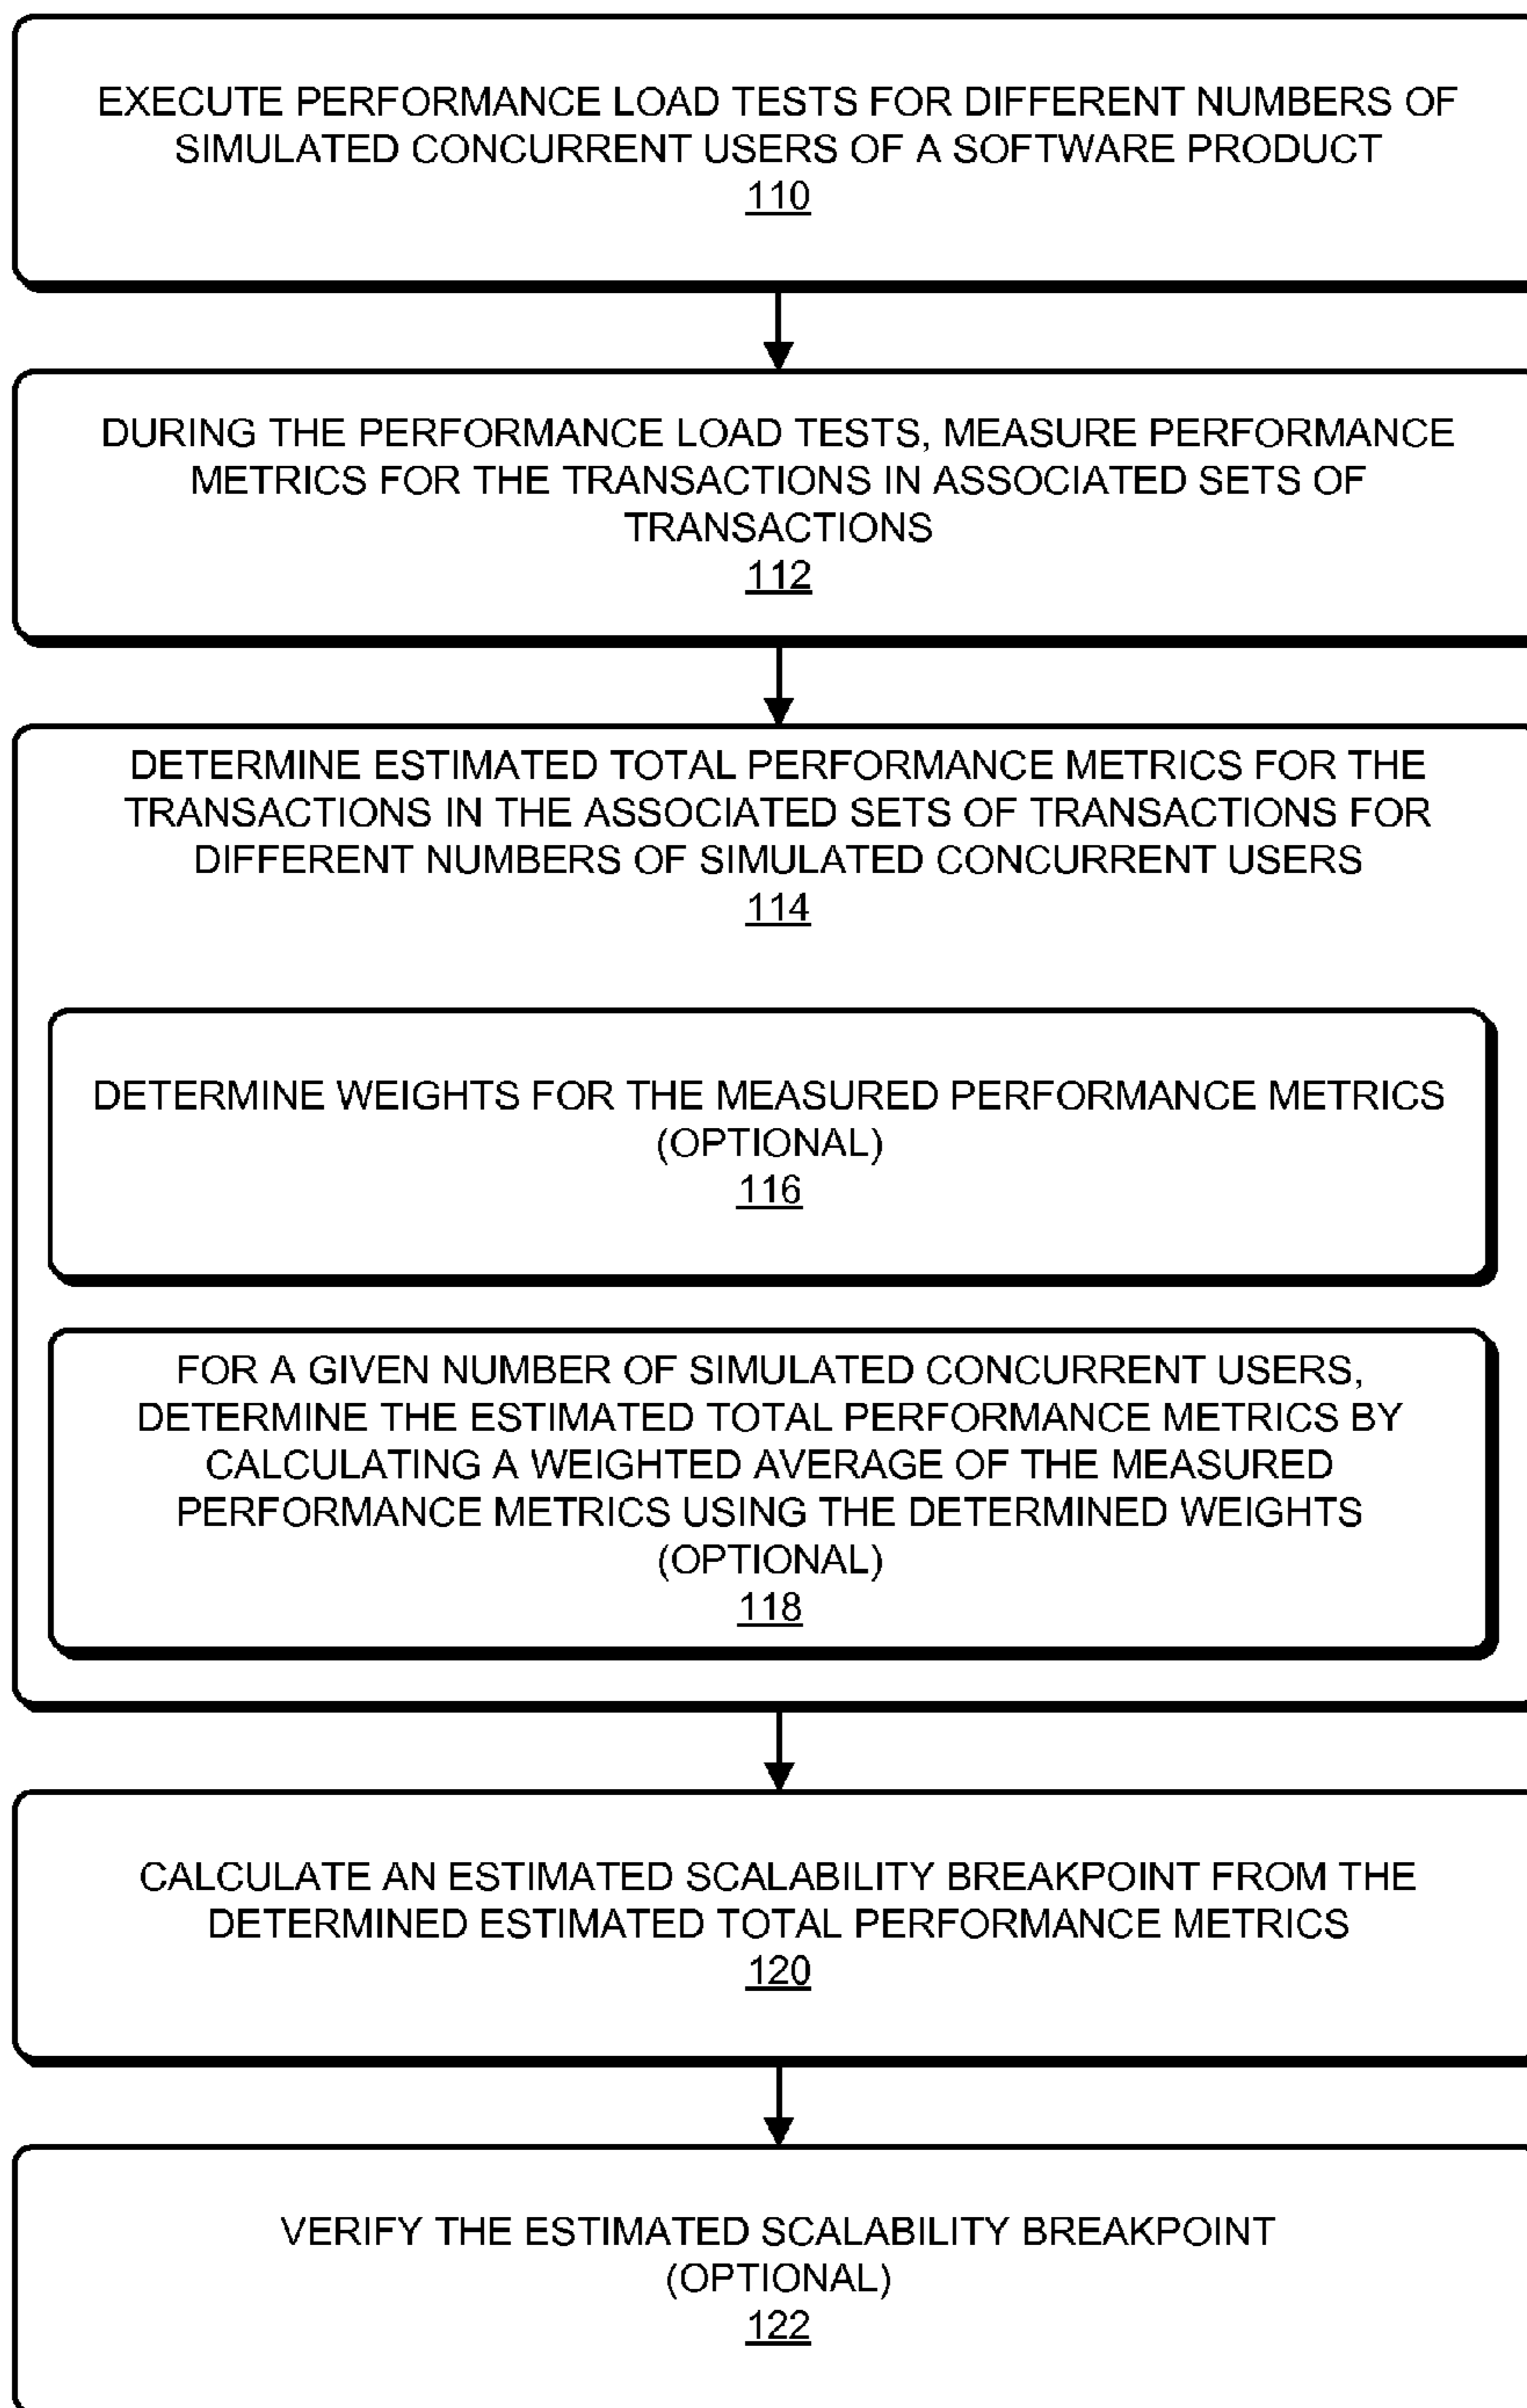 EXECUTE PERFORMANCE LOAD TESTS FOR DIFFERENT NUMBERS OF
SIMULATED CONCURRENT USERS OF A SOFTWARE PRODUCT
110
DURING THE PERFORMANCE LOAD TESTS, MEASURE PERFORMANCE
METRICS FOR THE TRANSACTIONS IN ASSOCIATED SETS OF
TRANSACTIONS
112
DETERMINE ESTIMATED TOTAL PERFORMANCE METRICS FOR THE
TRANSACTIONS IN THE ASSOCIATED SETS OF TRANSACTIONS FOR
DIFFERENT NUMBERS OF SIMULATED CONCURRENT USERS
114
DETERMINE WEIGHTS FOR THE MEASURED PERFORMANCE METRICS
(OPTIONAL)
116
FOR A GIVEN NUMBER OF SIMULATED CONCURRENT USERS,
DETERMINE THE ESTIMATED TOTAL PERFORMANCE METRICS BY
CALCULATING A WEIGHTED AVERAGE OF THE MEASURED
PERFORMANCE METRICS USING THE DETERMINED WEIGHTS
(OPTIONAL)
118
CALCULATE AN ESTIMATED SCALABILITY BREAKPOINT FROM THE
DETERMINED ESTIMATED TOTAL PERFORMANCE METRICS
120
VERIFY THE ESTIMATED SCALABILITY BREAKPOINT
(OPTIONAL)
122